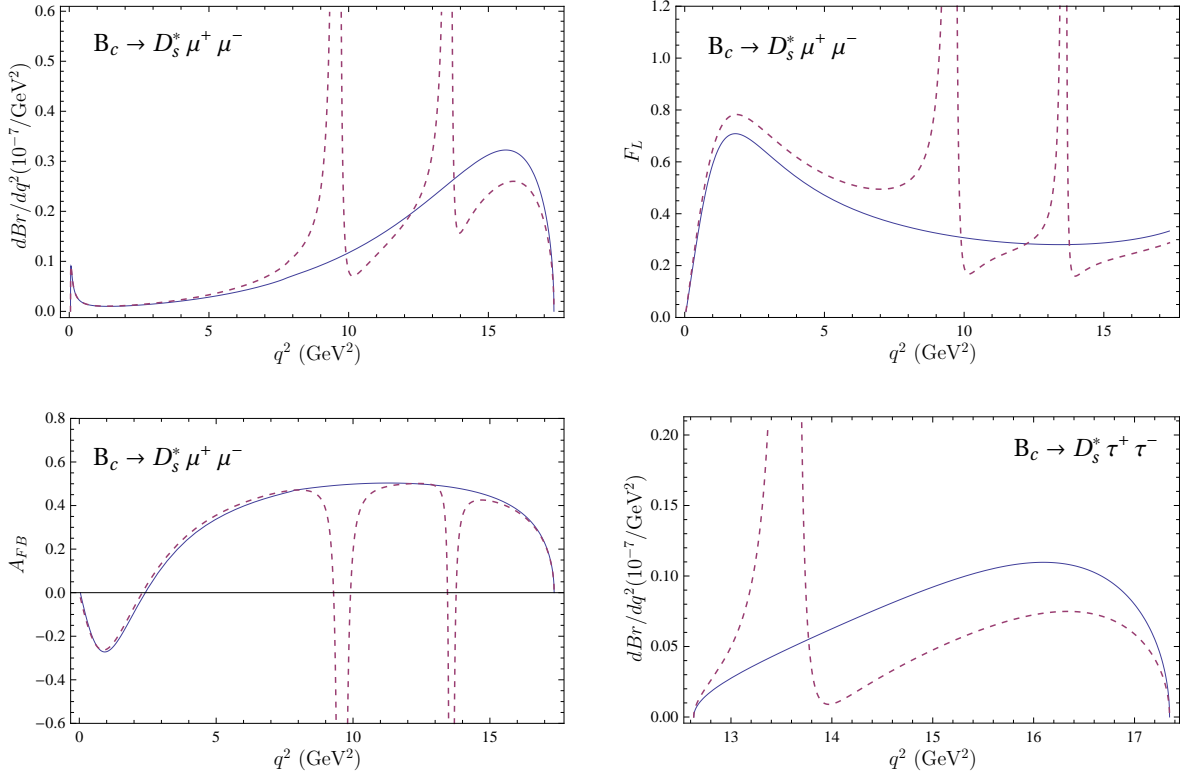 B_c → D_s^* μ^+ μ^-
dBr/dq^2(10^-7/GeV^2)
0.6
0.5
0.4
0.3
0.2
0.1
0.0
0 5 10 15
q^2 (GeV^2)
B_c → D_s^* μ^+ μ^-
F_L
1.2
1.0
0.8
0.6
0.4
0.2
0.0
0 5 10 15
q^2 (GeV^2)
B_c → D_s^* μ^+ μ^-
A_FB
0.8
0.6
0.4
0.2
0.0
−0.2
−0.4
−0.6
0 5 10 15
q^2 (GeV^2)
B_c → D_s^* τ^+ τ^-
dBr/dq^2(10^-7/GeV^2)
0.20
0.15
0.10
0.05
0.00
13 14 15 16 17
q^2 (GeV^2)